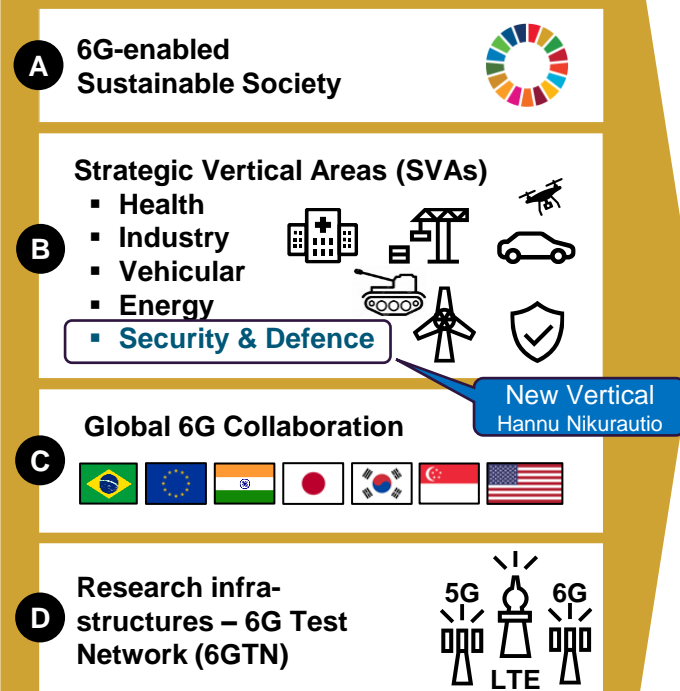 A
6G-enabled
Sustainable Society
B
Strategic Vertical Areas (SVAs)
▪ Health
▪ Industry
▪ Vehicular
▪ Energy
▪ Security & Defence
New Vertical
Hannu Nikurautio
C
Global 6G Collaboration
D
Research infra-
structures – 6G Test
Network (6GTN)
5G
6G
LTE